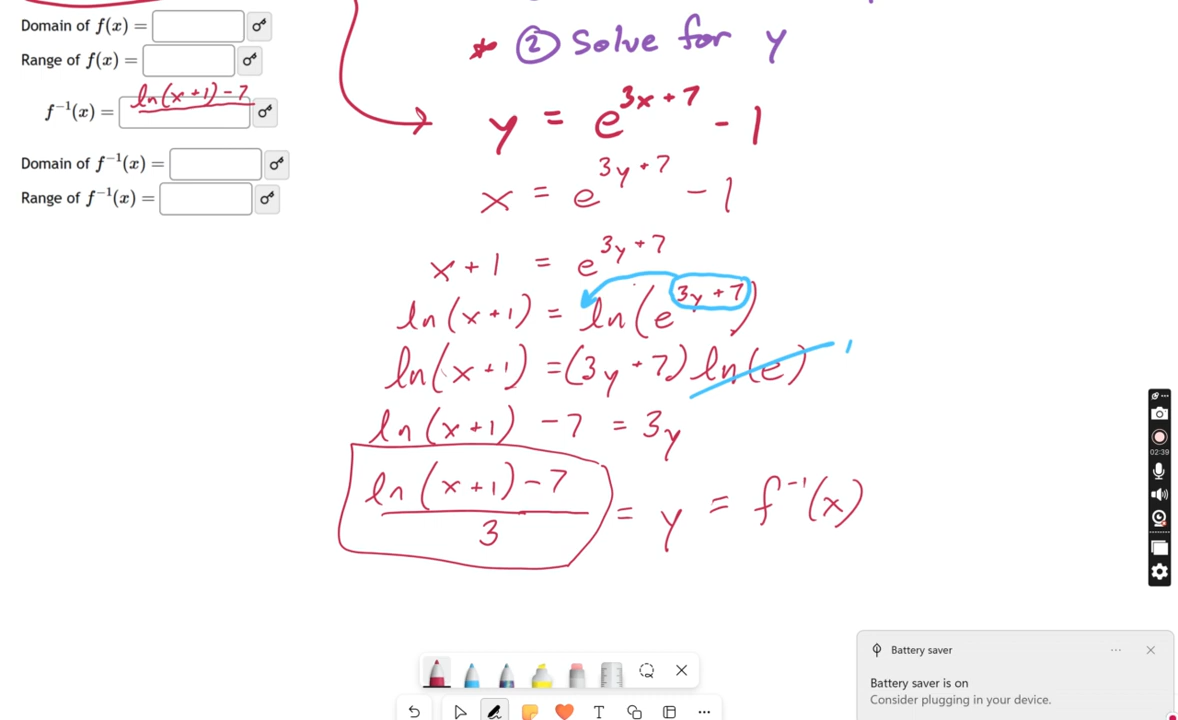 Domain of f(x) =
Range of f(x) =
f⁻¹(x) = ln(x+1)-7
Domain of f⁻¹(x) =
Range of f⁻¹(x) =
* ② Solve for y
y = e^(3x+7) - 1
x = e^(3y+7) - 1
x+1 = e^(3y+7)
ln(x+1) = ln(e^(3y+7))
ln(x+1) = (3y+7) ln(e) 1
ln(x+1) - 7 = 3y
ln(x+1)-7
3
= y = f⁻¹(x)
02:39
Battery saver
Battery saver is on
Consider plugging in your device.
T